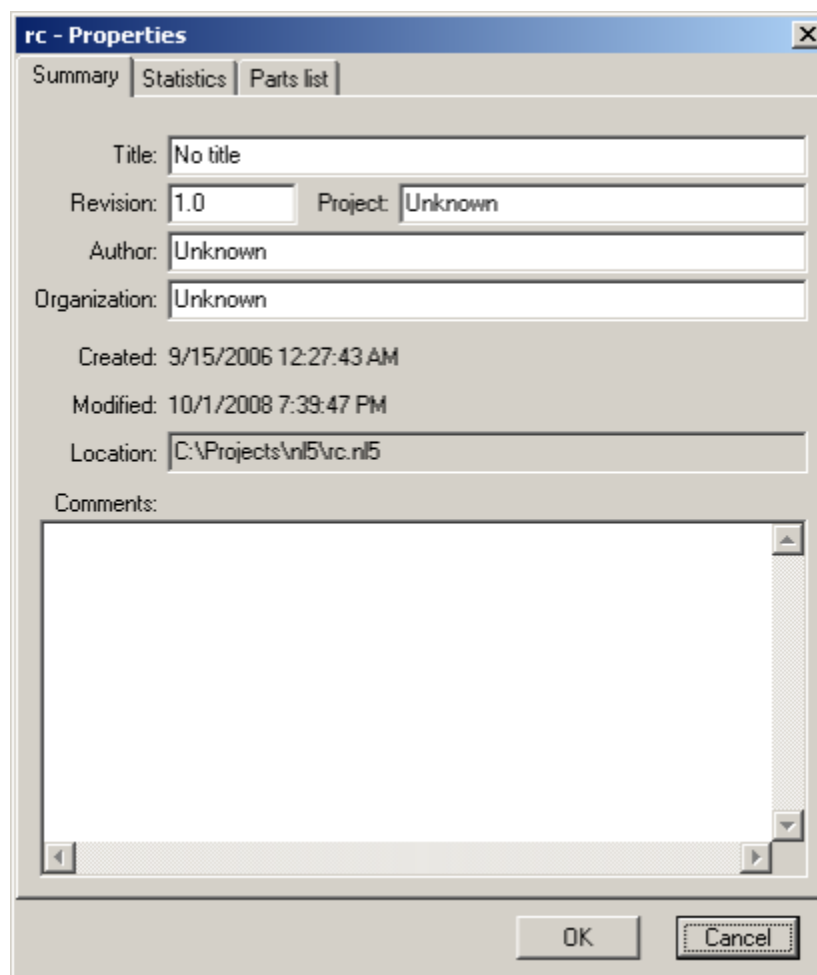 rc - Properties
Summary Statistics Parts list
Title: No title
Revision: 1.0 Project: Unknown
Author: Unknown
Organization: Unknown
Created: 9/15/2006 12:27:43 AM
Modified: 10/1/2008 7:39:47 PM
Location: C:\Projects\nl5\rc.nl5
Comments:
OK Cancel